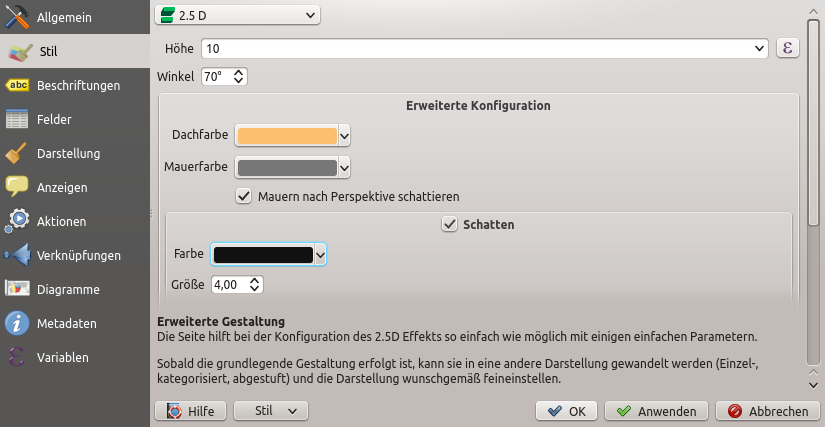 Allgemein
Stil
abc Beschriftungen
Felder
Darstellung
Anzeigen
Aktionen
Verknüpfungen
Diagramme
i Metadaten
ε Variablen
2.5 D
Höhe 10 ε
Winkel 70°
Erweiterte Konfiguration
Dachfarbe
Mauerfarbe
Mauern nach Perspektive schattieren
Schatten
Farbe
Größe 4,00
Erweiterte Gestaltung
Die Seite hilft bei der Konfiguration des 2.5D Effekts so einfach wie möglich mit einigen einfachen Parametern.
Sobald die grundlegende Gestaltung erfolgt ist, kann sie in eine andere Darstellung gewandelt werden (Einzel-,
kategorisiert, abgestuft) und die Darstellung wunschgemäß feineinstellen.
Hilfe Stil OK Anwenden Abbrechen